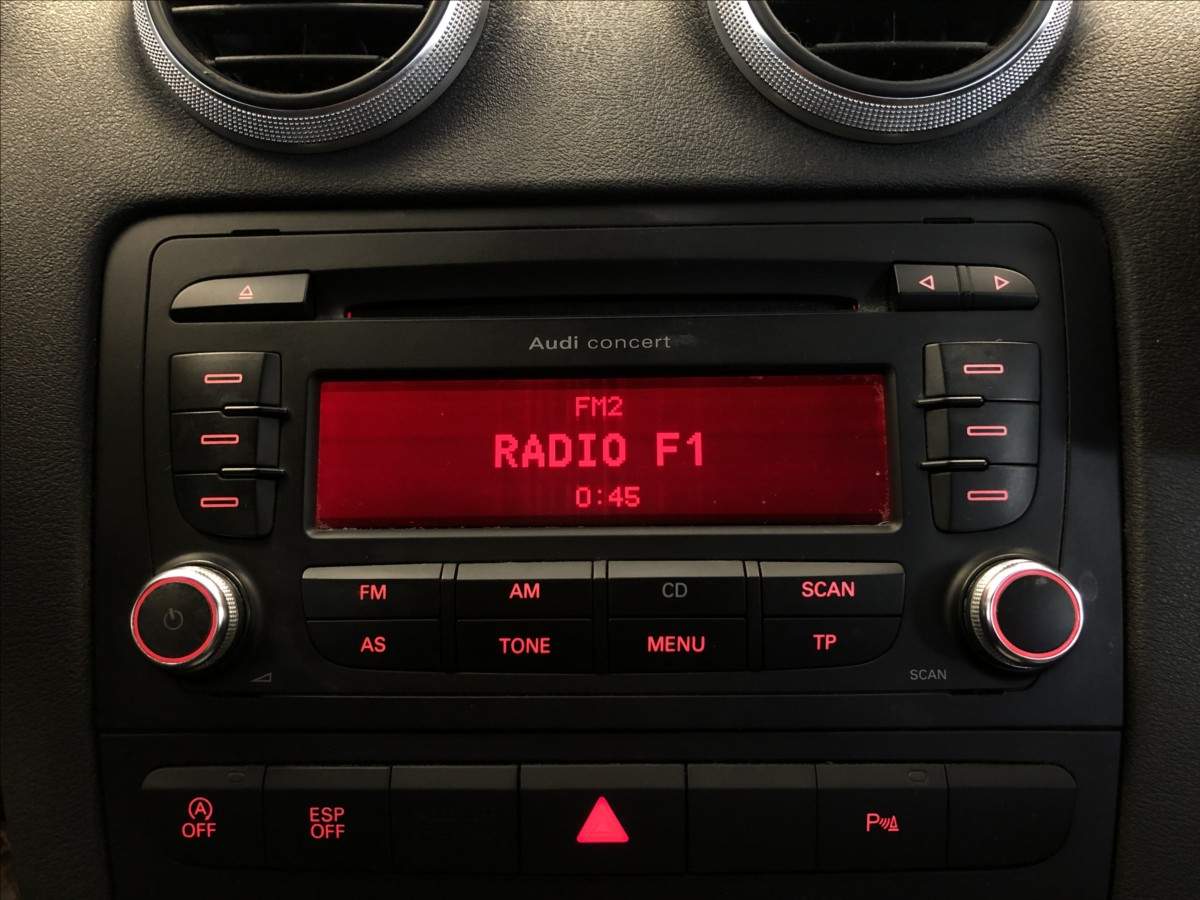 Audi concert
FM2
RADIO F1
0:45
FM AM CD SCAN
AS TONE MENU TP
SCAN
A
OFF
ESP
OFF
P